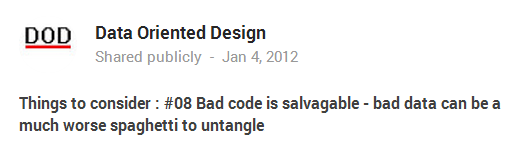 DOD
Data Oriented Design
Shared publicly - Jan 4, 2012
Things to consider : #08 Bad code is salvagable - bad data can be a
much worse spaghetti to untangle